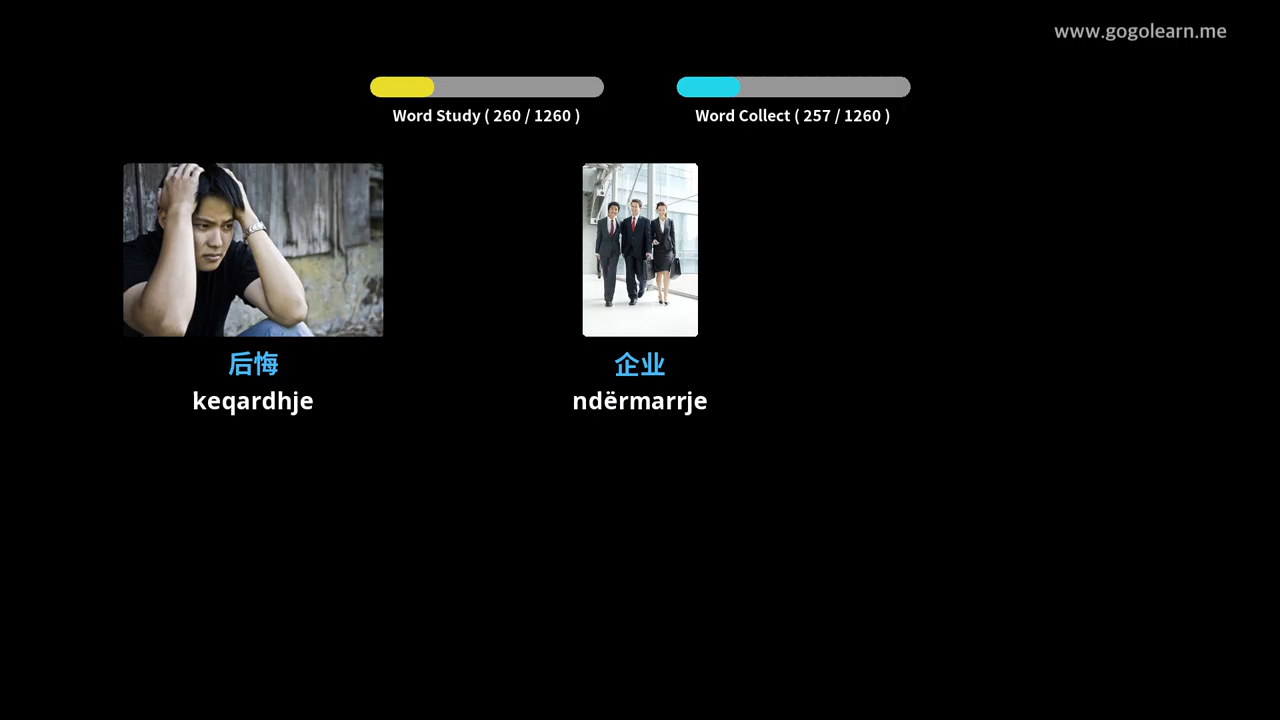 www.gogolearn.me
Word Study ( 260 / 1260 )
Word Collect ( 257 / 1260 )
后悔
keqardhje
企业
ndërmarrje